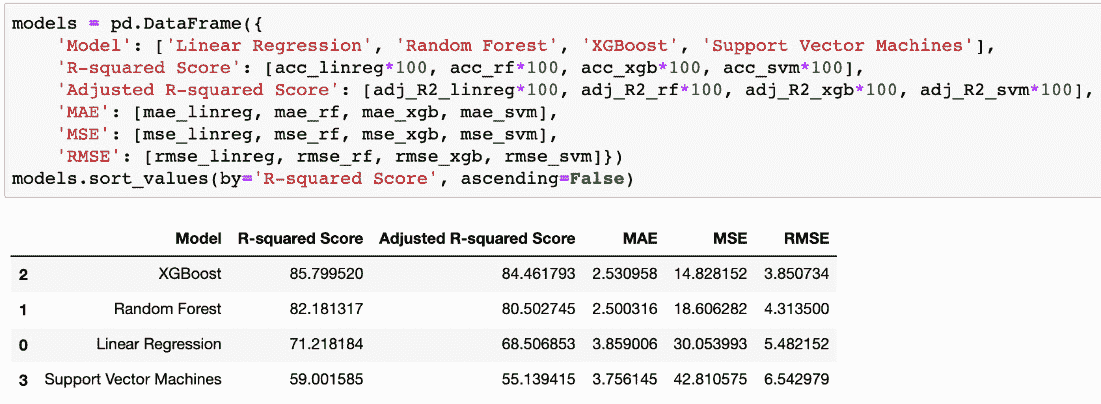 models = pd.DataFrame({
    'Model': ['Linear Regression', 'Random Forest', 'XGBoost', 'Support Vector Machines'],
    'R-squared Score': [acc_linreg*100, acc_rf*100, acc_xgb*100, acc_svm*100],
    'Adjusted R-squared Score': [adj_R2_linreg*100, adj_R2_rf*100, adj_R2_xgb*100, adj_R2_svm*100],
    'MAE': [mae_linreg, mae_rf, mae_xgb, mae_svm],
    'MSE': [mse_linreg, mse_rf, mse_xgb, mse_svm],
    'RMSE': [rmse_linreg, rmse_rf, rmse_xgb, rmse_svm]})
models.sort_values(by='R-squared Score', ascending=False)
Model R-squared Score Adjusted R-squared Score MAE MSE RMSE
2 XGBoost 85.799520 84.461793 2.530958 14.828152 3.850734
1 Random Forest 82.181317 80.502745 2.500316 18.606282 4.313500
0 Linear Regression 71.218184 68.506853 3.859006 30.053993 5.482152
3 Support Vector Machines 59.001585 55.139415 3.756145 42.810575 6.542979